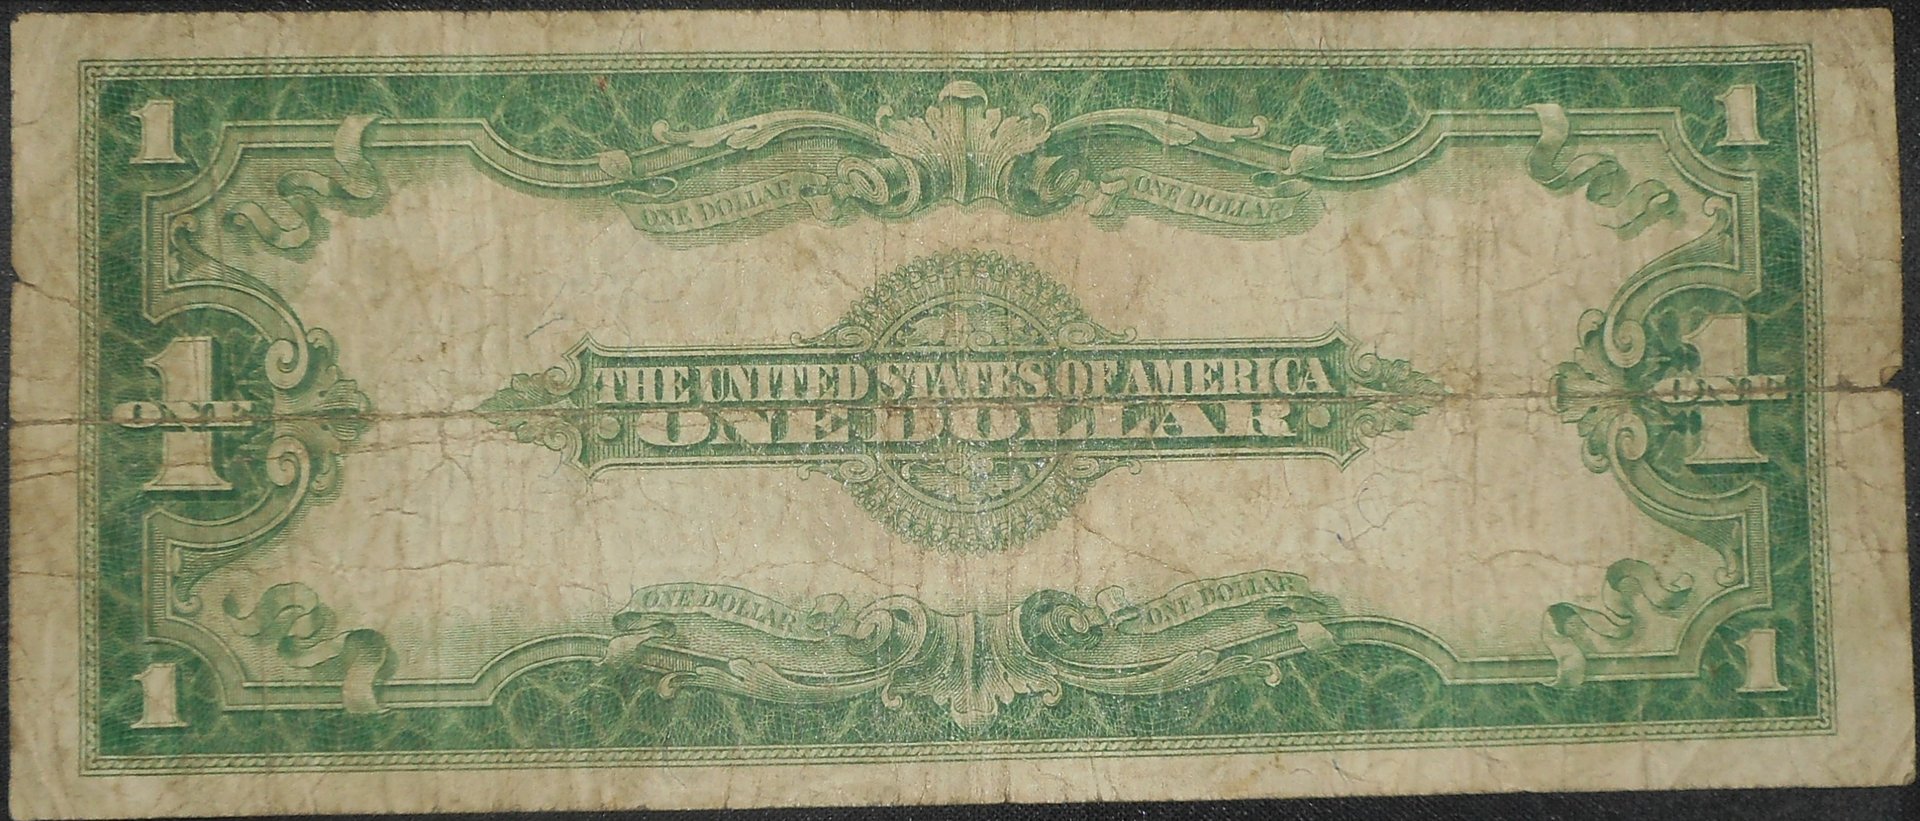 1 1
ONE DOLLAR ONE DOLLAR
THE UNITED STATES OF AMERICA
1 ONE ONE DOLLAR 1 ONE
ONE DOLLAR ONE DOLLAR
1 1